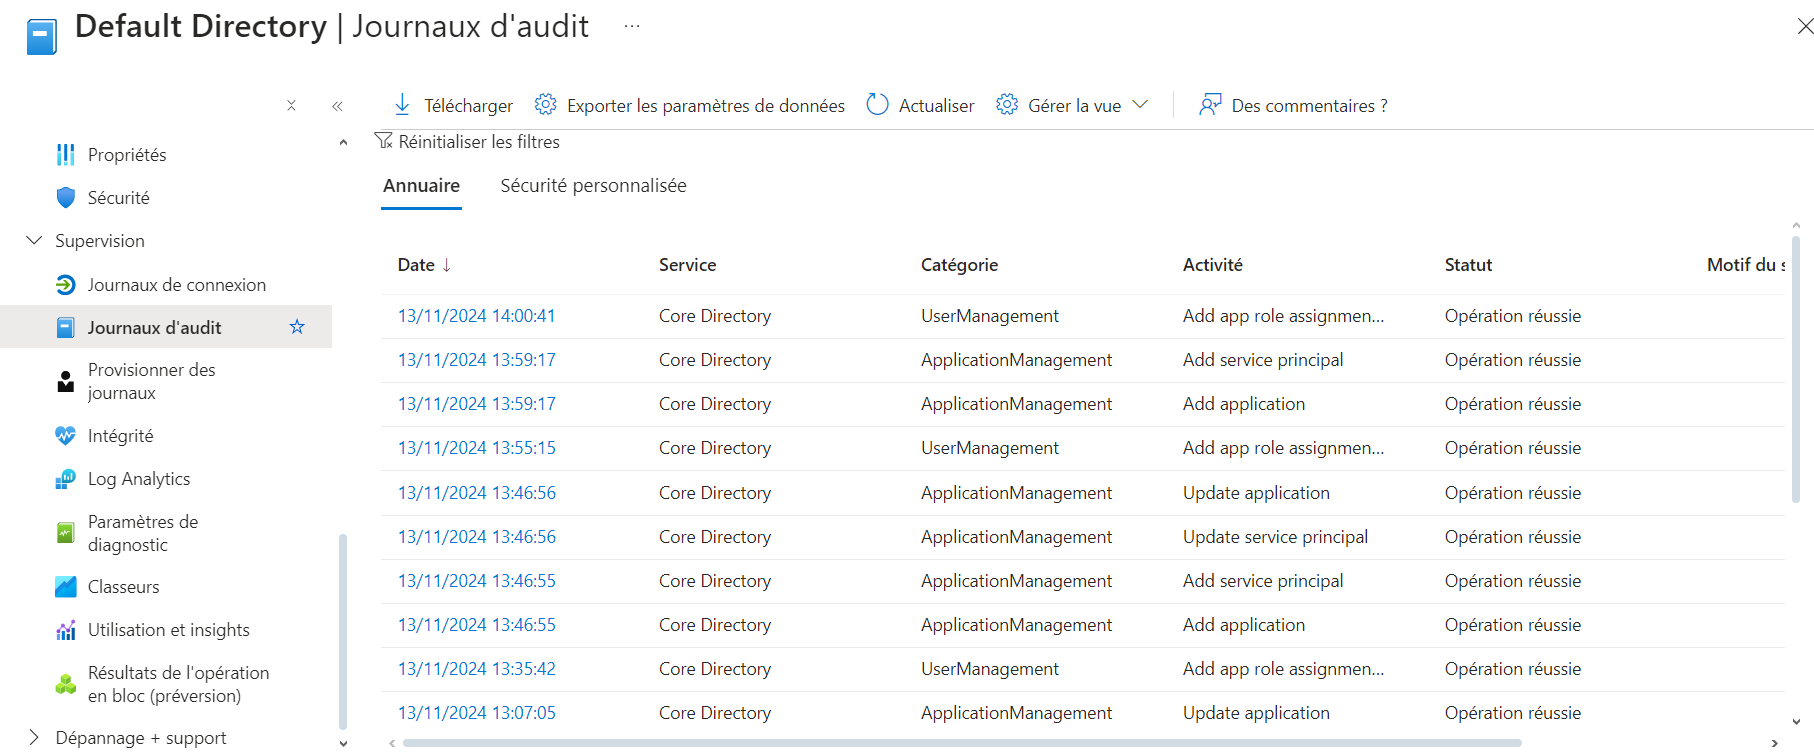 Default Directory | Journaux d'audit ...
Télécharger Exporter les paramètres de données Actualiser Gérer la vue Des commentaires ?
Réinitialiser les filtres
Annuaire Sécurité personnalisée
Propriétés
Sécurité
Supervision
Journaux de connexion
Journaux d'audit
Provisionner des
journaux
Intégrité
Log Analytics
Paramètres de
diagnostic
Classeurs
Utilisation et insights
Résultats de l'opération
en bloc (préversion)
Dépannage + support
Date ↓ Service Catégorie Activité Statut Motif du s
13/11/2024 14:00:41 Core Directory UserManagement Add app role assignmen... Opération réussie
13/11/2024 13:59:17 Core Directory ApplicationManagement Add service principal Opération réussie
13/11/2024 13:59:17 Core Directory ApplicationManagement Add application Opération réussie
13/11/2024 13:55:15 Core Directory UserManagement Add app role assignmen... Opération réussie
13/11/2024 13:46:56 Core Directory ApplicationManagement Update application Opération réussie
13/11/2024 13:46:56 Core Directory ApplicationManagement Update service principal Opération réussie
13/11/2024 13:46:55 Core Directory ApplicationManagement Add service principal Opération réussie
13/11/2024 13:46:55 Core Directory ApplicationManagement Add application Opération réussie
13/11/2024 13:35:42 Core Directory UserManagement Add app role assignmen... Opération réussie
13/11/2024 13:07:05 Core Directory ApplicationManagement Update application Opération réussie